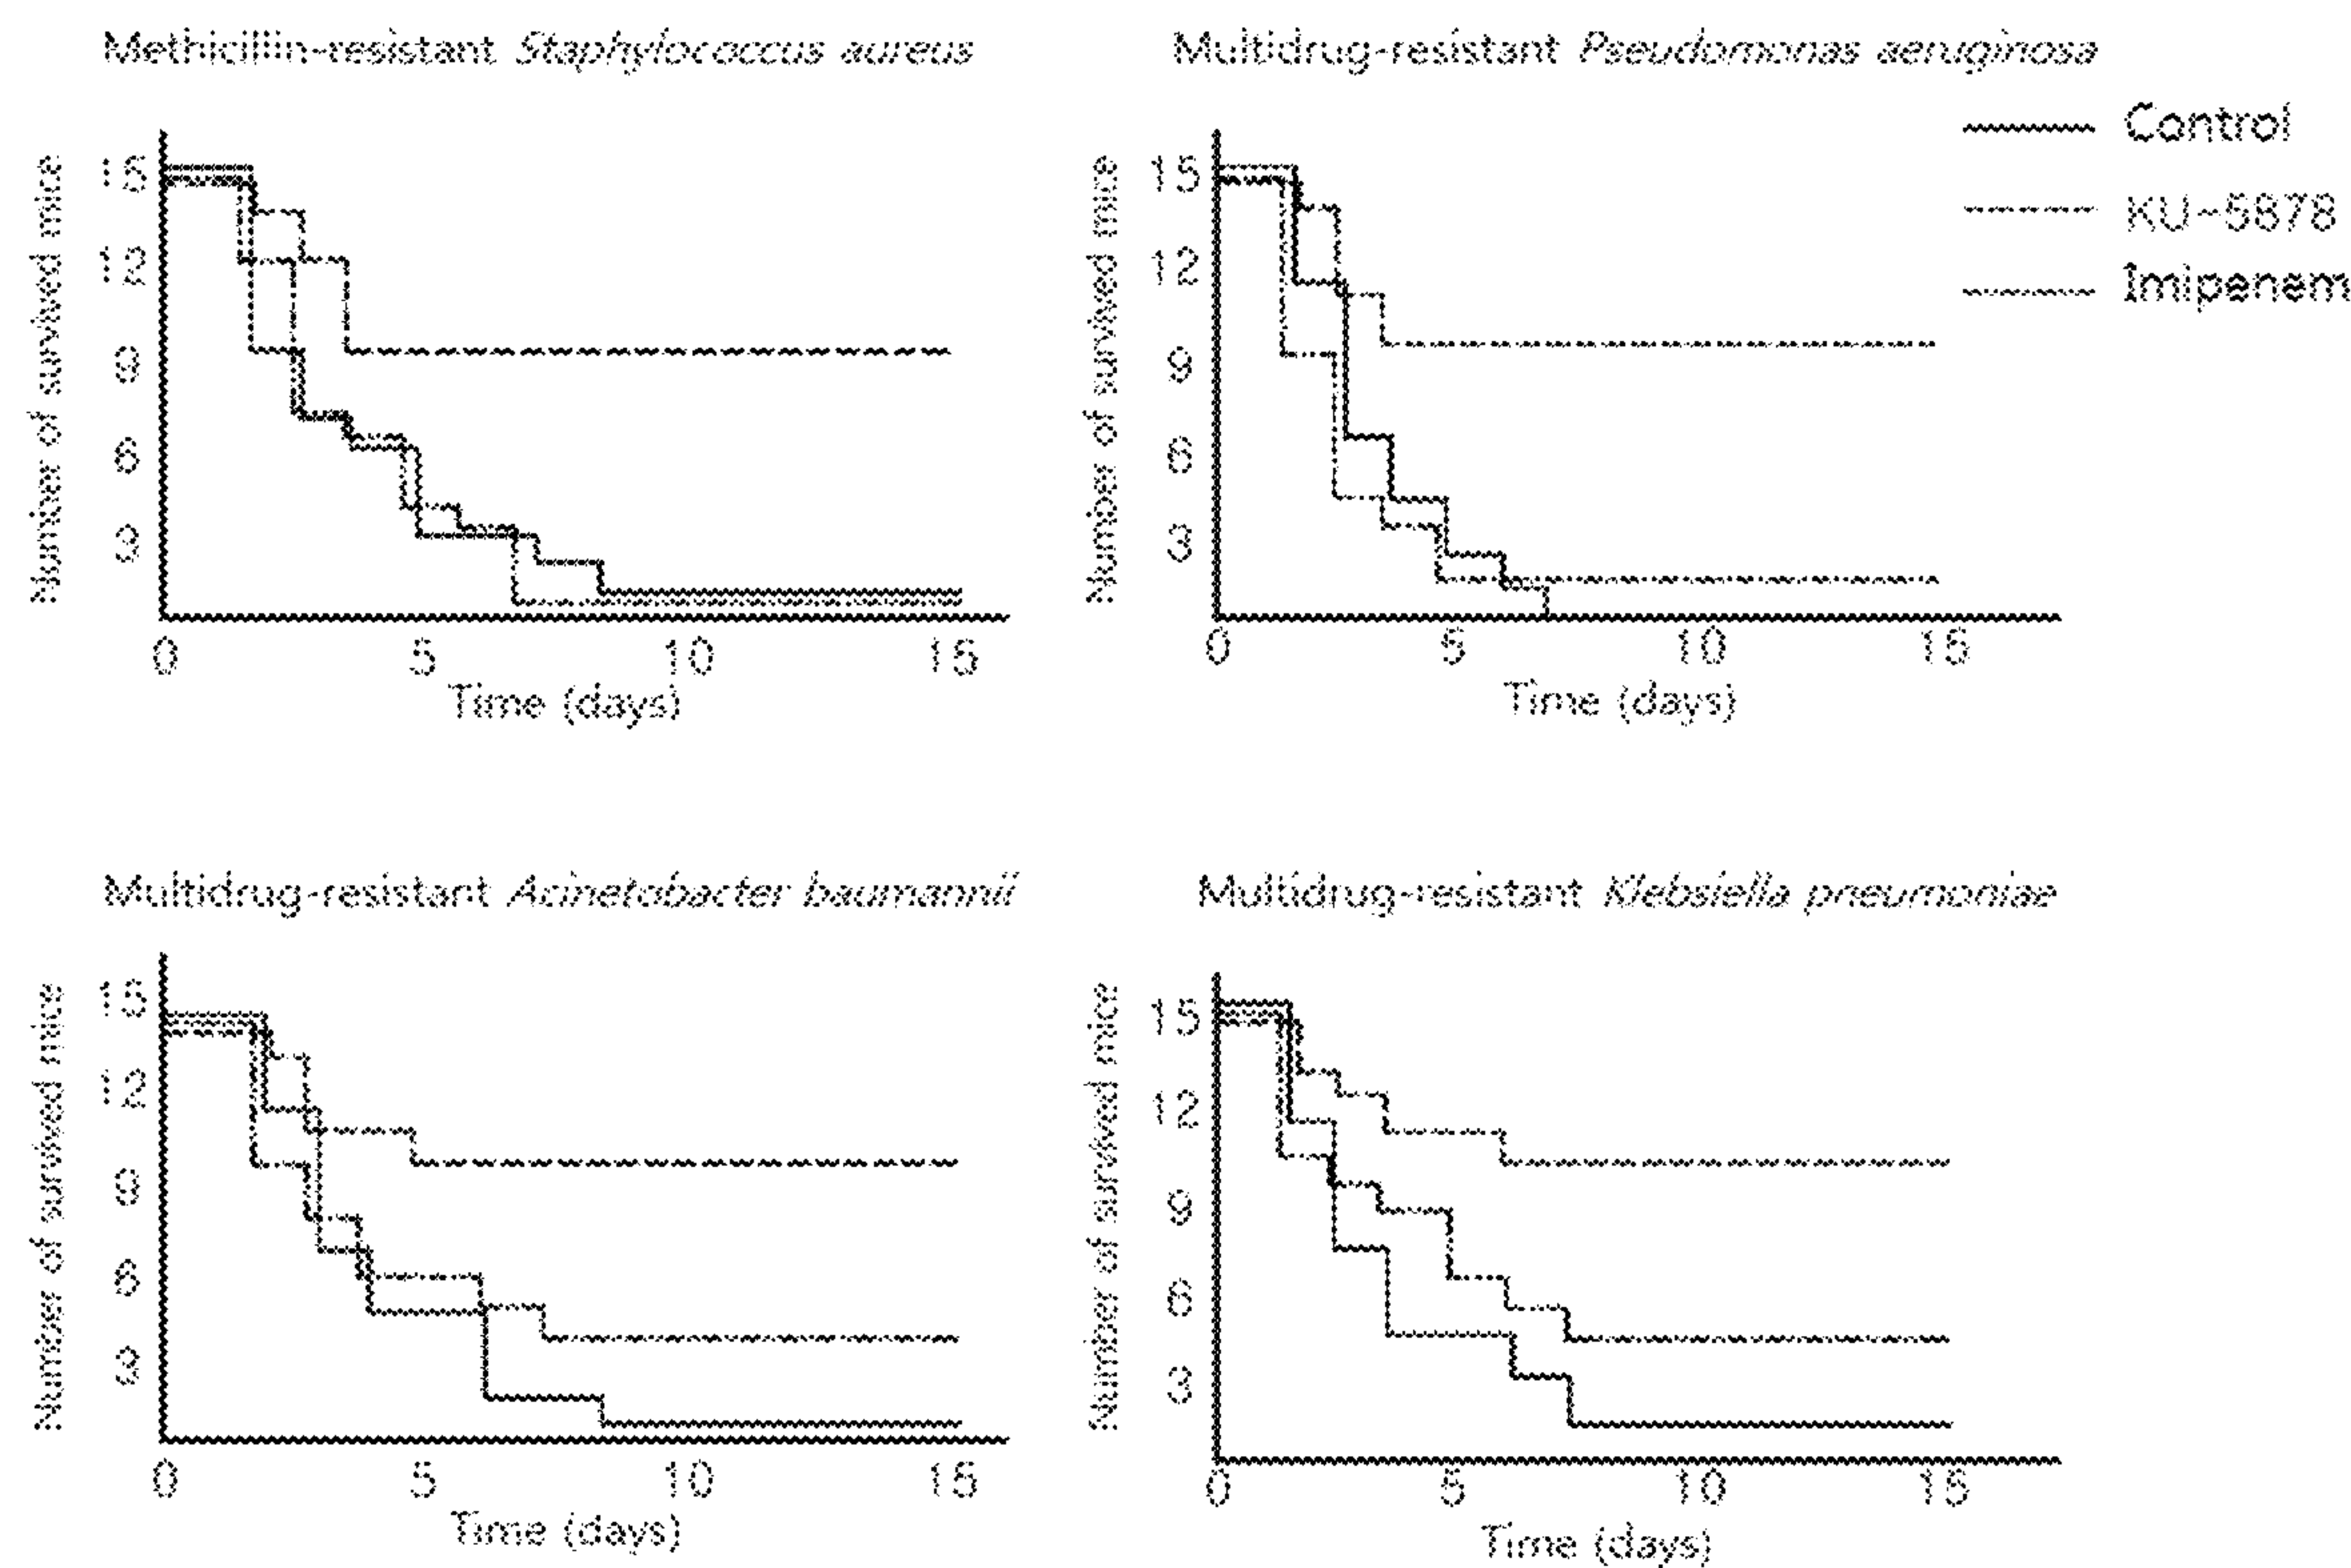 Methicillin-resistant Staphylococcus aureus
Number of survived mice
15
12
9
6
3
0 5 10 15
Time (days)
Multidrug-resistant Pseudomonas aeruginosa
Control
KU-5878
Imipenem
Number of survived mice
15
12
9
6
3
0 5 10 15
Time (days)
Multidrug-resistant Acinetobacter baumannii
Number of survived mice
15
12
9
6
3
0 5 10 15
Time (days)
Multidrug-resistant Klebsiella pneumoniae
Number of survived mice
15
12
9
6
3
0 5 10 15
Time (days)